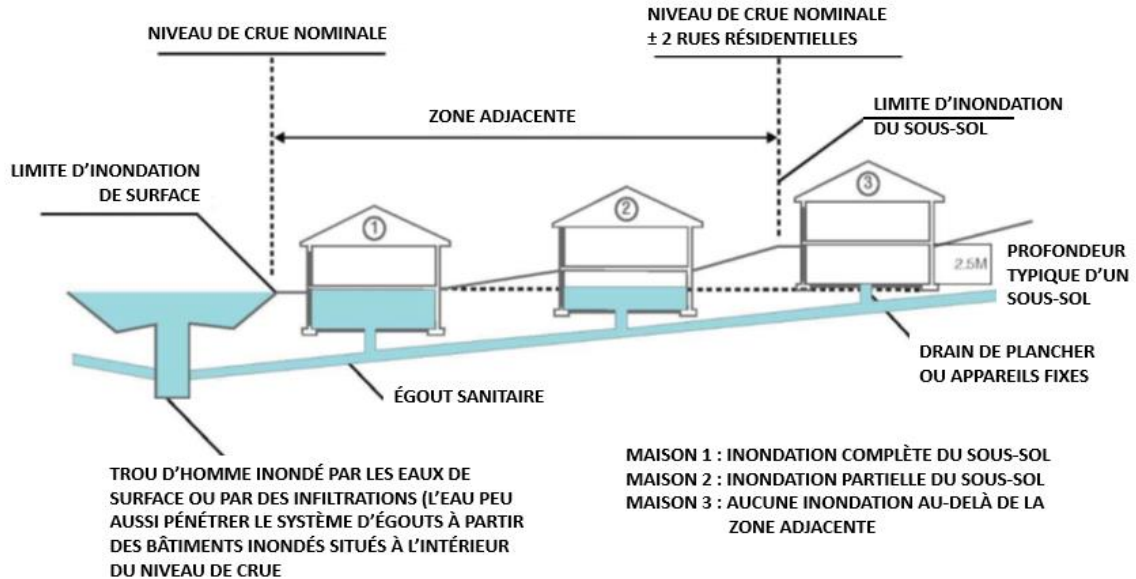 NIVEAU DE CRUE NOMINALE
NIVEAU DE CRUE NOMINALE
± 2 RUES RÉSIDENTIELLES
ZONE ADJACENTE
LIMITE D'INONDATION
DU SOUS-SOL
LIMITE D'INONDATION
DE SURFACE
1
2
3
2.5M
PROFONDEUR
TYPIQUE D'UN
SOUS-SOL
DRAIN DE PLANCHER
OU APPAREILS FIXES
ÉGOUT SANITAIRE
TROU D'HOMME INONDÉ PAR LES EAUX DE
SURFACE OU PAR DES INFILTRATIONS (L'EAU PEU
AUSSI PÉNÉTRER LE SYSTÈME D'ÉGOUTS À PARTIR
DES BÂTIMENTS INONDÉS SITUÉS À L'INTÉRIEUR
DU NIVEAU DE CRUE
MAISON 1 : INONDATION COMPLÈTE DU SOUS-SOL
MAISON 2 : INONDATION PARTIELLE DU SOUS-SOL
MAISON 3 : AUCUNE INONDATION AU-DELÀ DE LA
ZONE ADJACENTE